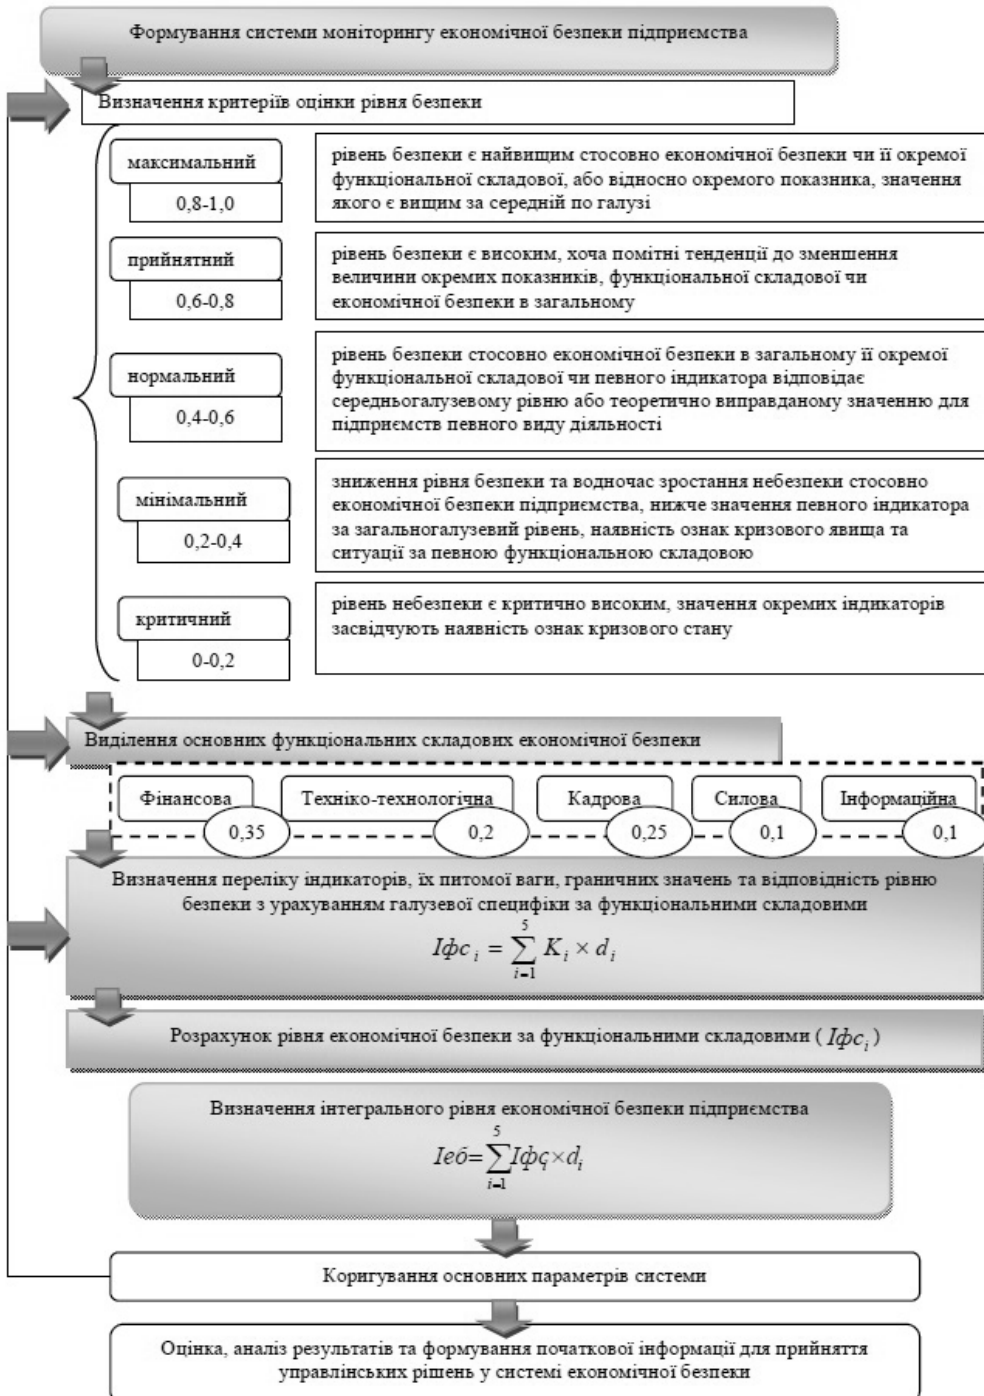 Формування системи моніторингу економічної безпеки підприємства
Визначення критеріїв оцінки рівня безпеки
максимальний
0,8-1,0
рівень безпеки є найвищим стосовно економічної безпеки чи її окремої
функціональної складової, або відносно окремого показника, значення
якого є вищим за середній по галузі
прийнятний
0,6-0,8
рівень безпеки є високим, хоча помітні тенденції до зменшення
величини окремих показників, функціональної складової чи
економічної безпеки в загальному
нормальний
0,4-0,6
рівень безпеки стосовно економічної безпеки в загальному її окремої
функціональної складової чи певного індикатора відповідає
середньогалузевому рівню або теоретично виправданому значенню для
підприємств певного виду діяльності
мінімальний
0,2-0,4
зниження рівня безпеки та водночас зростання небезпеки стосовно
економічної безпеки підприємства, нижче значення певного індикатора
за загальногалузевий рівень, наявність ознак кризового явища та
ситуації за певною функціональною складовою
критичний
0-0,2
рівень небезпеки є критично високим, значення окремих індикаторів
засвідчують наявність ознак кризового стану
Виділення основних функціональних складових економічної безпеки
Фінансова Техніко-технологічна Кадрова Силова Інформаційна
0,35 0,2 0,25 0,1 0,1
Визначення переліку індикаторів, їх питомої ваги, граничних значень та відповідність рівню
безпеки з урахуванням галузевої специфіки за функціональними складовими
Iфс_i = ∑_{i=1}^{5} K_i × d_i
Розрахунок рівня економічної безпеки за функціональними складовими ( Iфс_i )
Визначення інтегрального рівня економічної безпеки підприємства
Iеб=∑_{i=1}^{5} Iфс_i×d_i
Коригування основних параметрів системи
Оцінка, аналіз результатів та формування початкової інформації для прийняття
управлінських рішень у системі економічної безпеки